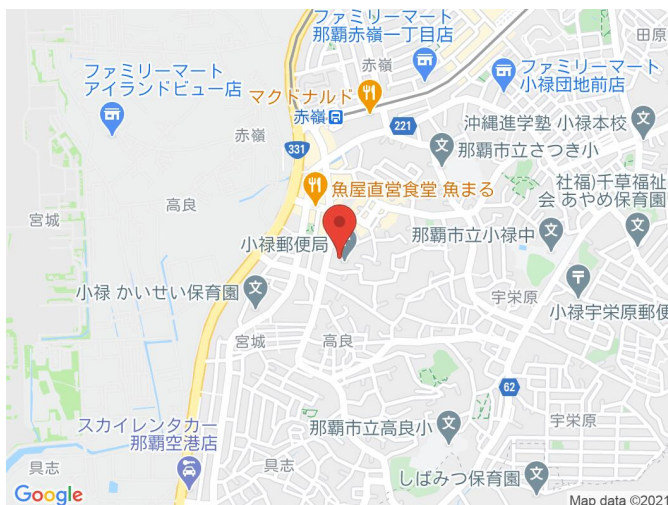 ファミリーマート
那覇赤嶺一丁目店
田原
赤嶺
ファミリーマート
アイランドビュー店
ファミリーマート
小禄団地前店
マクドナルド
赤嶺
沖縄進学塾 小禄本校
221
赤嶺
331
那覇市立さつき小
高良
魚屋直営食堂 魚まる
社福)千草福祉
会 あやめ保育園
宮城
小禄郵便局
那覇市立小禄中
宇栄原
小禄 かいせい保育園
小禄宇栄原郵便
宮城
高良
62
スカイレンタカー
那覇空港店
那覇市立高良小
宇栄原
具志
具志
しばみつ保育園
Google
Map data ©2021